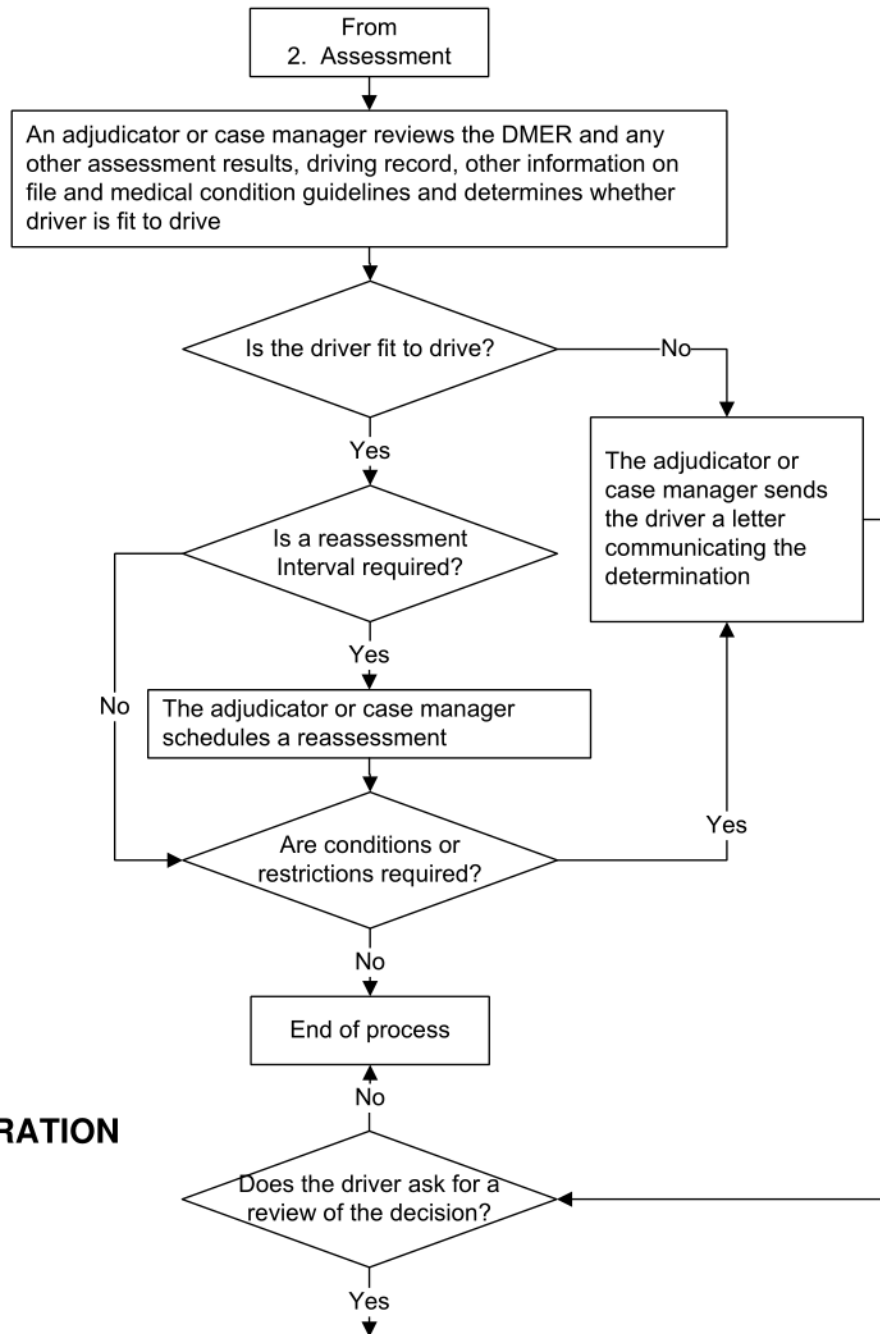 From
2. Assessment
An adjudicator or case manager reviews the DMER and any
other assessment results, driving record, other information on
file and medical condition guidelines and determines whether
driver is fit to drive
Is the driver fit to drive?
No
Yes
The adjudicator or
case manager sends
the driver a letter
communicating the
determination
Is a reassessment
Interval required?
Yes
No
The adjudicator or case manager
schedules a reassessment
Are conditions or
restrictions required?
Yes
No
End of process
No
RATION
Does the driver ask for a
review of the decision?
Yes